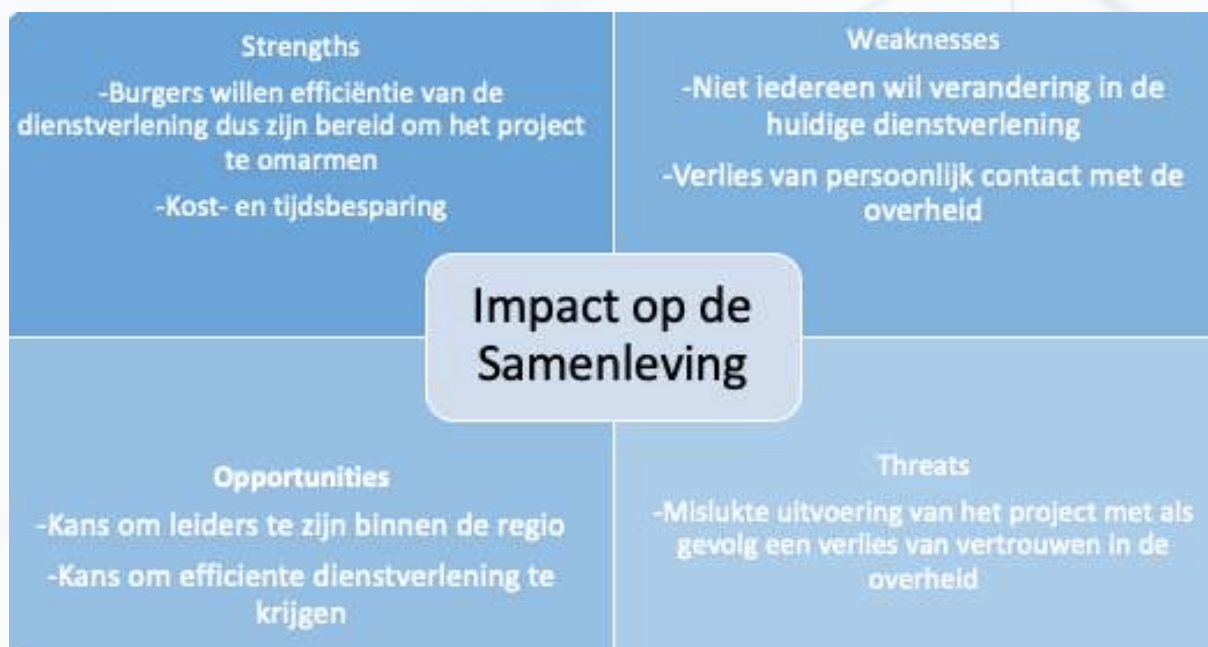 Strengths
-Burgers willen efficiëntie van de
dienstverlening dus zijn bereid om het project
te omarmen
-Kost- en tijdsbesparing
Weaknesses
-Niet iedereen wil verandering in de
huidige dienstverlening
-Verlies van persoonlijk contact met de
overheid
Impact op de
Samenleving
Opportunities
-Kans om leiders te zijn binnen de regio
-Kans om efficiente dienstverlening te
krijgen
Threats
-Mislukte uitvoering van het project met als
gevolg een verlies van vertrouwen in de
overheid